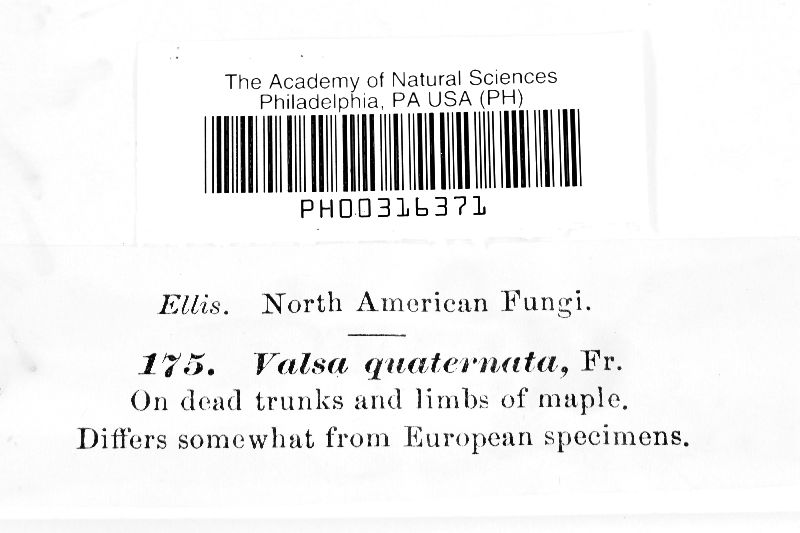 The Academy of Natural Sciences
Philadelphia, PA USA (PH)
PH00316371
Ellis. North American Fungi.
175. Valsa quaternata, Fr.
On dead trunks and limbs of maple.
Differs somewhat from European specimens.